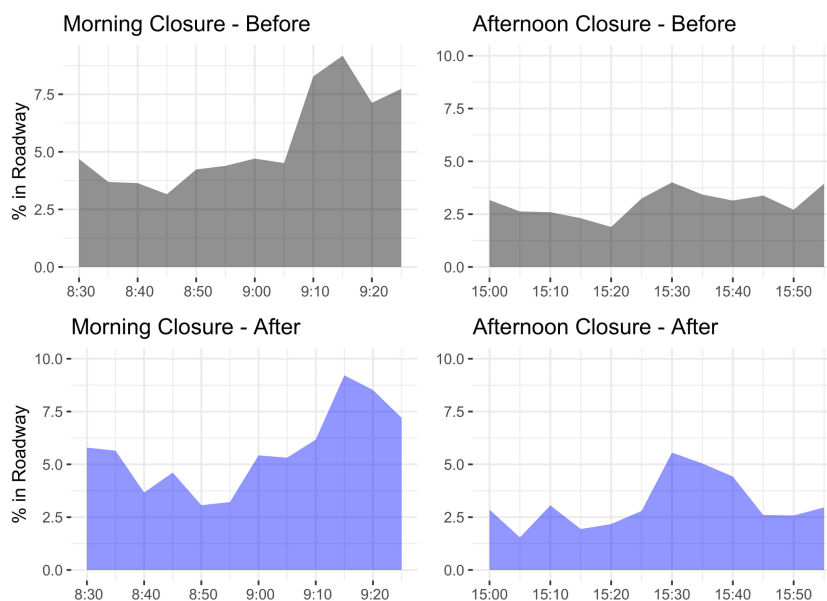 Morning Closure - Before
% in Roadway
7.5
5.0
2.5
0.0
8:30 8:40 8:50 9:00 9:10 9:20
Afternoon Closure - Before
10.0
7.5
5.0
2.5
0.0
15:00 15:10 15:20 15:30 15:40 15:50
Morning Closure - After
% in Roadway
10.0
7.5
5.0
2.5
0.0
8:30 8:40 8:50 9:00 9:10 9:20
Afternoon Closure - After
10.0
7.5
5.0
2.5
0.0
15:00 15:10 15:20 15:30 15:40 15:50